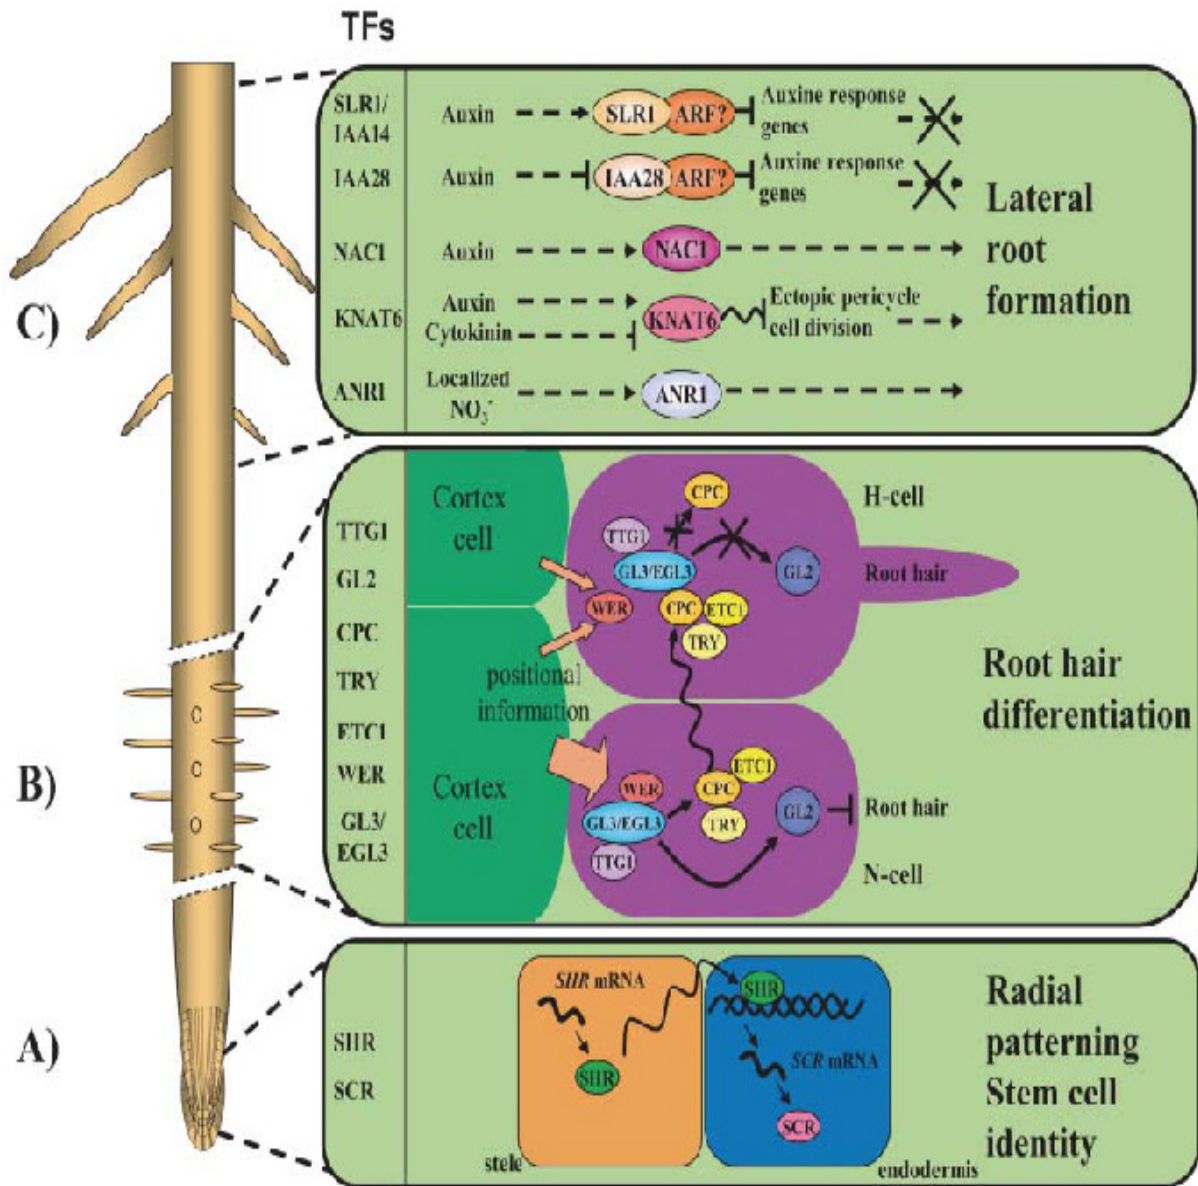 TFs
C)
SLR1/
IAA14
Auxin
SLR1
ARF?
Auxine response
genes
IAA28
Auxin
IAA28
ARF?
Auxine response
genes
NAC1
Auxin
NAC1
KNAT6
Auxin
Cytokinin
KNAT6
Ectopic pericycle
cell division
ANR1
Localized
NO3-
ANR1
Lateral
root
formation
B)
TTG1
GL2
CPC
TRY
ETC1
WER
GL3/
EGL3
Cortex
cell
Cortex
cell
positional
information
CPC
TTG1
GL3/EGL3
GL2
WER
CPC
ETC1
TRY
H-cell
Root hair
ETC1
WER
CPC
GL3/EGL3
TRY
GL2
TTG1
Root hair
N-cell
Root hair
differentiation
A)
SHR
SCR
SHR mRNA
SHR
stele
SHR
SCR mRNA
SCR
endodermis
Radial
patterning
Stem cell
identity